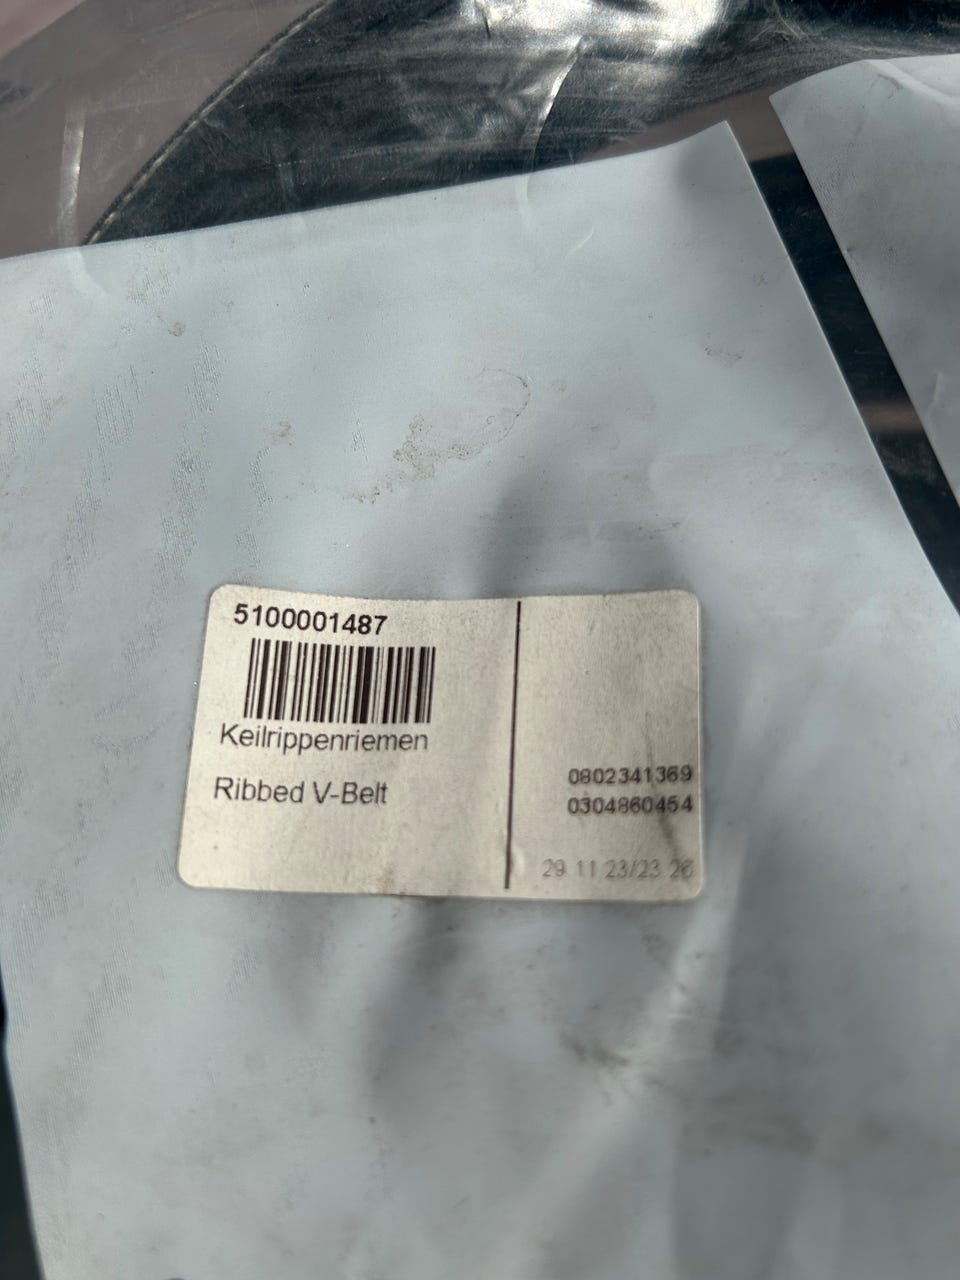 5100001487
Keilrippenriemen
Ribbed V-Belt
0802341369
0304860454
29 11 23/23 26